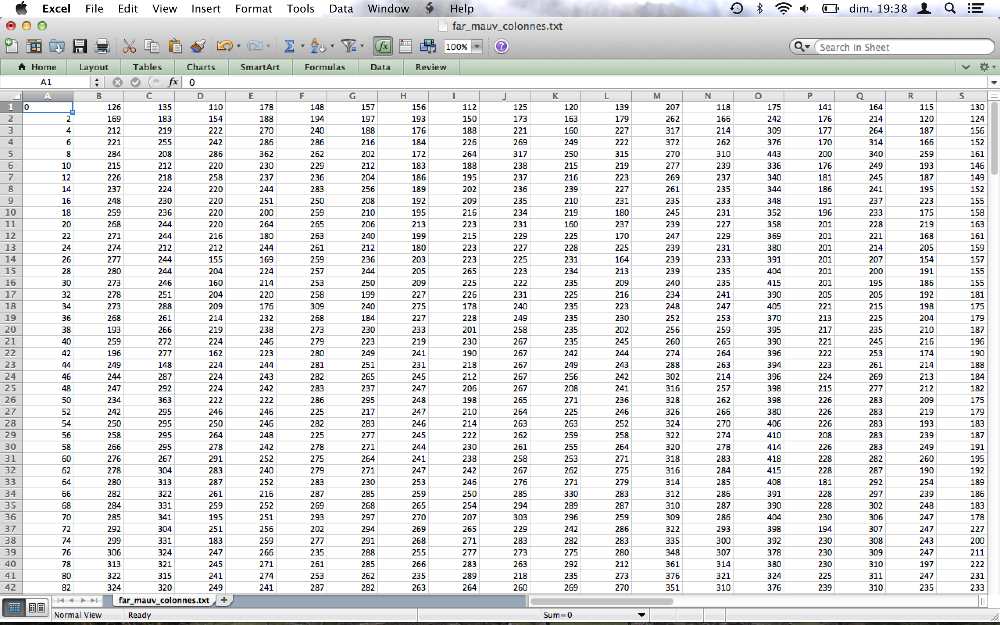 Excel File Edit View Insert Format Tools Data Window Help dim. 19:38
far_mauv_colonnes.txt
100% Search in Sheet
Home Layout Tables Charts SmartArt Formulas Data Review
A1 fx 0
A B C D E F G H I J K L M N O P Q R S
1 0 126 135 110 178 148 157 156 112 125 120 139 207 118 175 141 164 115 130
2 2 169 183 154 188 194 197 193 150 173 163 179 262 166 242 176 214 120 124
3 4 212 219 222 270 240 188 176 188 221 160 227 317 214 309 177 264 187 156
4 6 221 255 242 286 286 216 184 226 269 249 222 372 262 376 170 314 166 152
5 8 284 208 286 362 262 202 172 264 317 250 315 270 310 443 200 340 259 161
6 10 215 212 220 230 229 212 183 188 238 215 219 277 239 336 176 249 193 146
7 12 226 218 258 237 236 204 186 195 237 216 223 269 237 340 181 245 187 149
8 14 237 224 220 244 283 256 189 202 236 239 227 261 235 344 186 241 195 152
9 16 248 230 220 251 250 208 192 209 235 210 231 235 233 348 191 237 223 155
10 18 259 236 220 200 259 210 195 216 234 219 180 245 231 352 196 233 175 158
11 20 268 244 220 264 265 206 213 223 231 160 237 239 227 358 201 228 219 163
12 22 271 244 216 180 263 240 199 215 229 225 170 247 229 369 201 221 168 161
13 24 274 212 212 244 261 212 180 223 227 228 225 239 231 380 201 214 205 159
14 26 277 244 155 169 259 236 203 223 225 231 164 239 233 391 201 207 154 157
15 28 280 244 204 224 257 244 205 265 223 234 213 239 235 404 201 200 191 155
16 30 273 246 160 214 253 250 209 225 222 235 209 240 235 415 201 195 186 155
17 32 278 251 204 220 258 199 227 226 231 225 216 234 241 390 205 205 192 181
18 34 273 288 209 176 309 240 275 178 240 235 223 248 247 405 221 215 198 175
19 36 268 261 214 232 268 184 227 228 249 235 230 252 253 370 213 225 204 179
20 38 193 266 219 238 273 230 233 201 258 235 202 256 259 395 217 235 210 187
21 40 259 272 224 246 279 223 219 230 267 235 245 260 265 390 221 245 216 196
22 42 196 277 162 223 280 249 241 190 267 242 244 274 264 396 222 253 174 190
23 44 249 148 224 244 281 251 231 218 267 249 243 288 263 394 223 261 214 188
24 46 244 287 224 243 282 265 245 212 267 256 242 302 214 396 224 269 213 184
25 48 247 292 224 242 283 237 247 206 267 208 241 316 257 398 215 277 212 182
26 50 234 363 222 222 286 295 248 198 265 271 236 328 262 398 226 283 209 175
27 52 242 295 246 246 225 217 247 210 264 225 246 326 266 380 226 283 219 179
28 54 250 295 250 246 282 283 246 214 263 263 252 324 270 406 226 283 193 183
29 56 258 295 264 248 225 277 245 222 262 259 258 322 274 410 208 283 239 187
30 58 266 295 278 242 278 271 244 230 261 255 264 320 278 414 226 283 249 191
31 60 276 267 291 252 275 264 241 238 258 253 271 318 283 418 228 282 260 195
32 62 278 304 283 240 279 271 247 242 267 262 275 316 284 415 228 287 190 192
33 64 280 313 287 252 283 230 253 246 276 271 279 314 285 408 181 292 254 189
34 66 282 322 261 216 287 285 259 250 285 330 283 312 286 391 228 297 239 186
35 68 284 331 259 252 269 268 265 254 294 289 287 310 287 390 228 302 248 183
36 70 285 341 195 251 293 297 270 207 303 296 259 309 286 404 230 306 247 178
37 72 292 304 251 256 202 294 269 265 229 242 286 322 293 398 194 307 247 227
38 74 299 331 183 259 277 291 268 271 283 282 283 335 300 392 230 308 243 200
39 76 306 324 247 266 235 288 255 277 273 275 280 348 307 378 230 309 247 211
40 78 313 321 245 271 261 285 266 283 263 292 212 361 314 380 230 310 197 222
41 80 322 315 241 274 253 262 235 289 218 235 273 376 321 324 225 311 247 231
42 82 324 320 249 241 287 282 263 264 260 269 270 351 310 376 239 310 235 233
far_mauv_colonnes.txt
Normal View Ready Sum=0